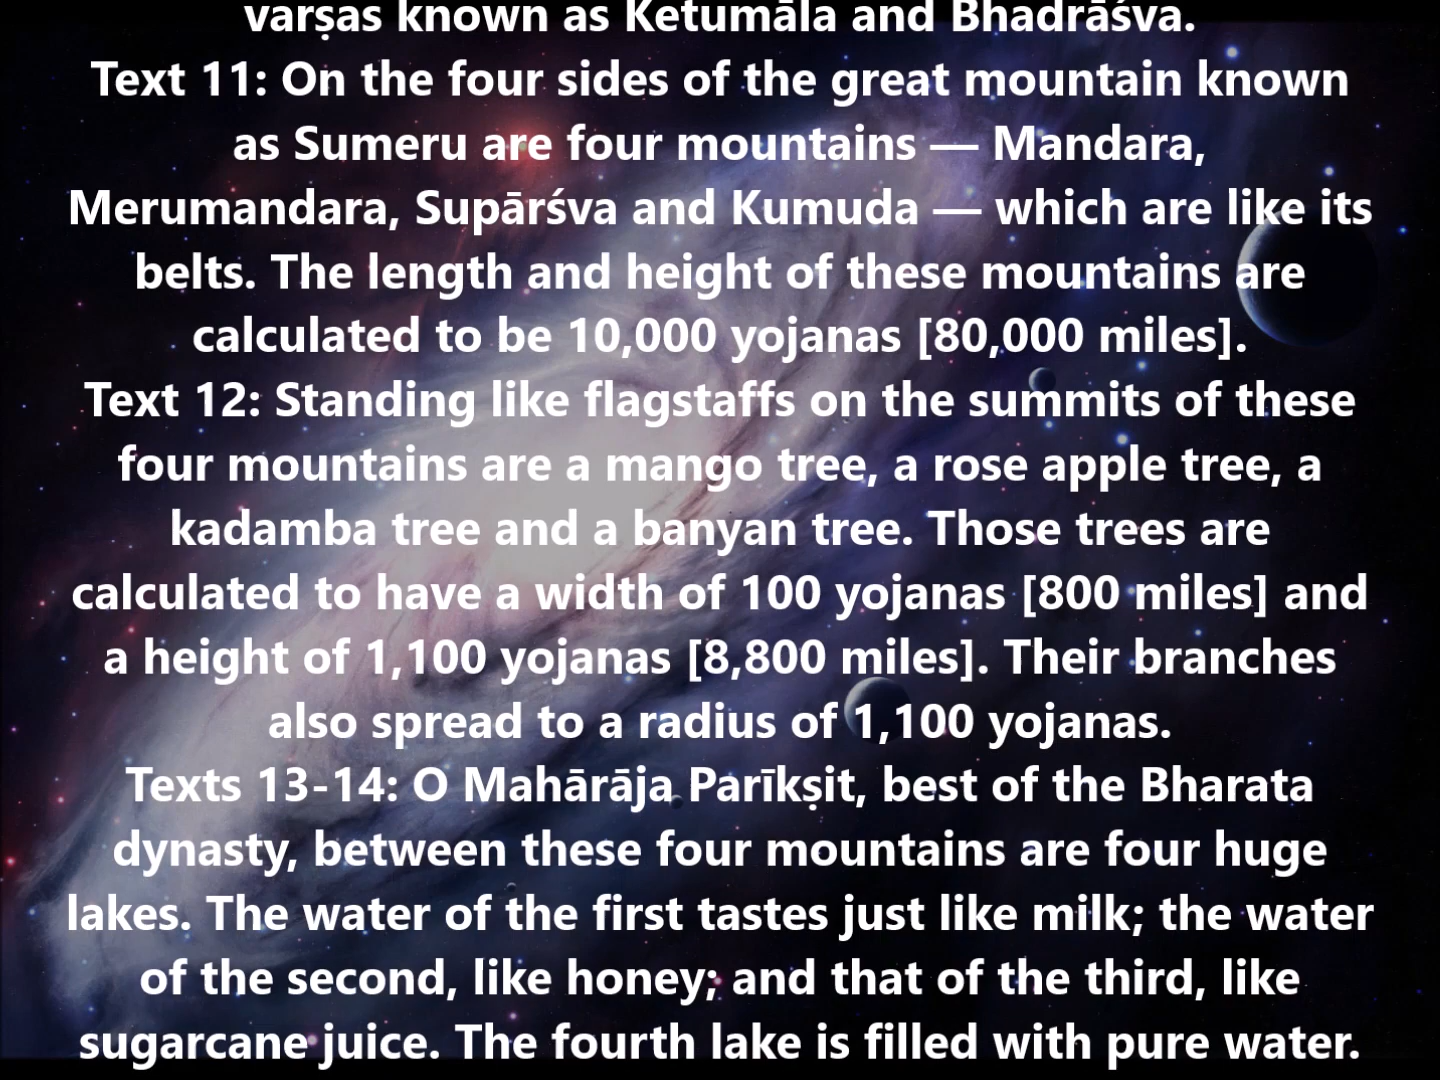 varṣas known as Ketumāla and Bhadrāśva.
Text 11: On the four sides of the great mountain known
as Sumeru are four mountains — Mandara,
Merumandara, Supārśva and Kumuda — which are like its
belts. The length and height of these mountains are
calculated to be 10,000 yojanas [80,000 miles].
Text 12: Standing like flagstaffs on the summits of these
four mountains are a mango tree, a rose apple tree, a
kadamba tree and a banyan tree. Those trees are
calculated to have a width of 100 yojanas [800 miles] and
a height of 1,100 yojanas [8,800 miles]. Their branches
also spread to a radius of 1,100 yojanas.
Texts 13-14: O Mahārāja Parīkṣit, best of the Bharata
dynasty, between these four mountains are four huge
lakes. The water of the first tastes just like milk; the water
of the second, like honey; and that of the third, like
sugarcane juice. The fourth lake is filled with pure water.